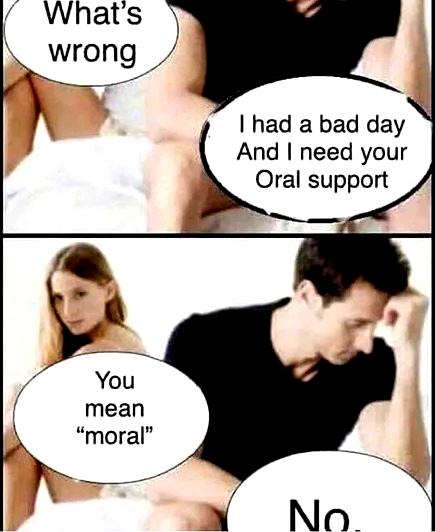 What's
wrong
I had a bad day
And I need your
Oral support
You
mean
“moral”
No.